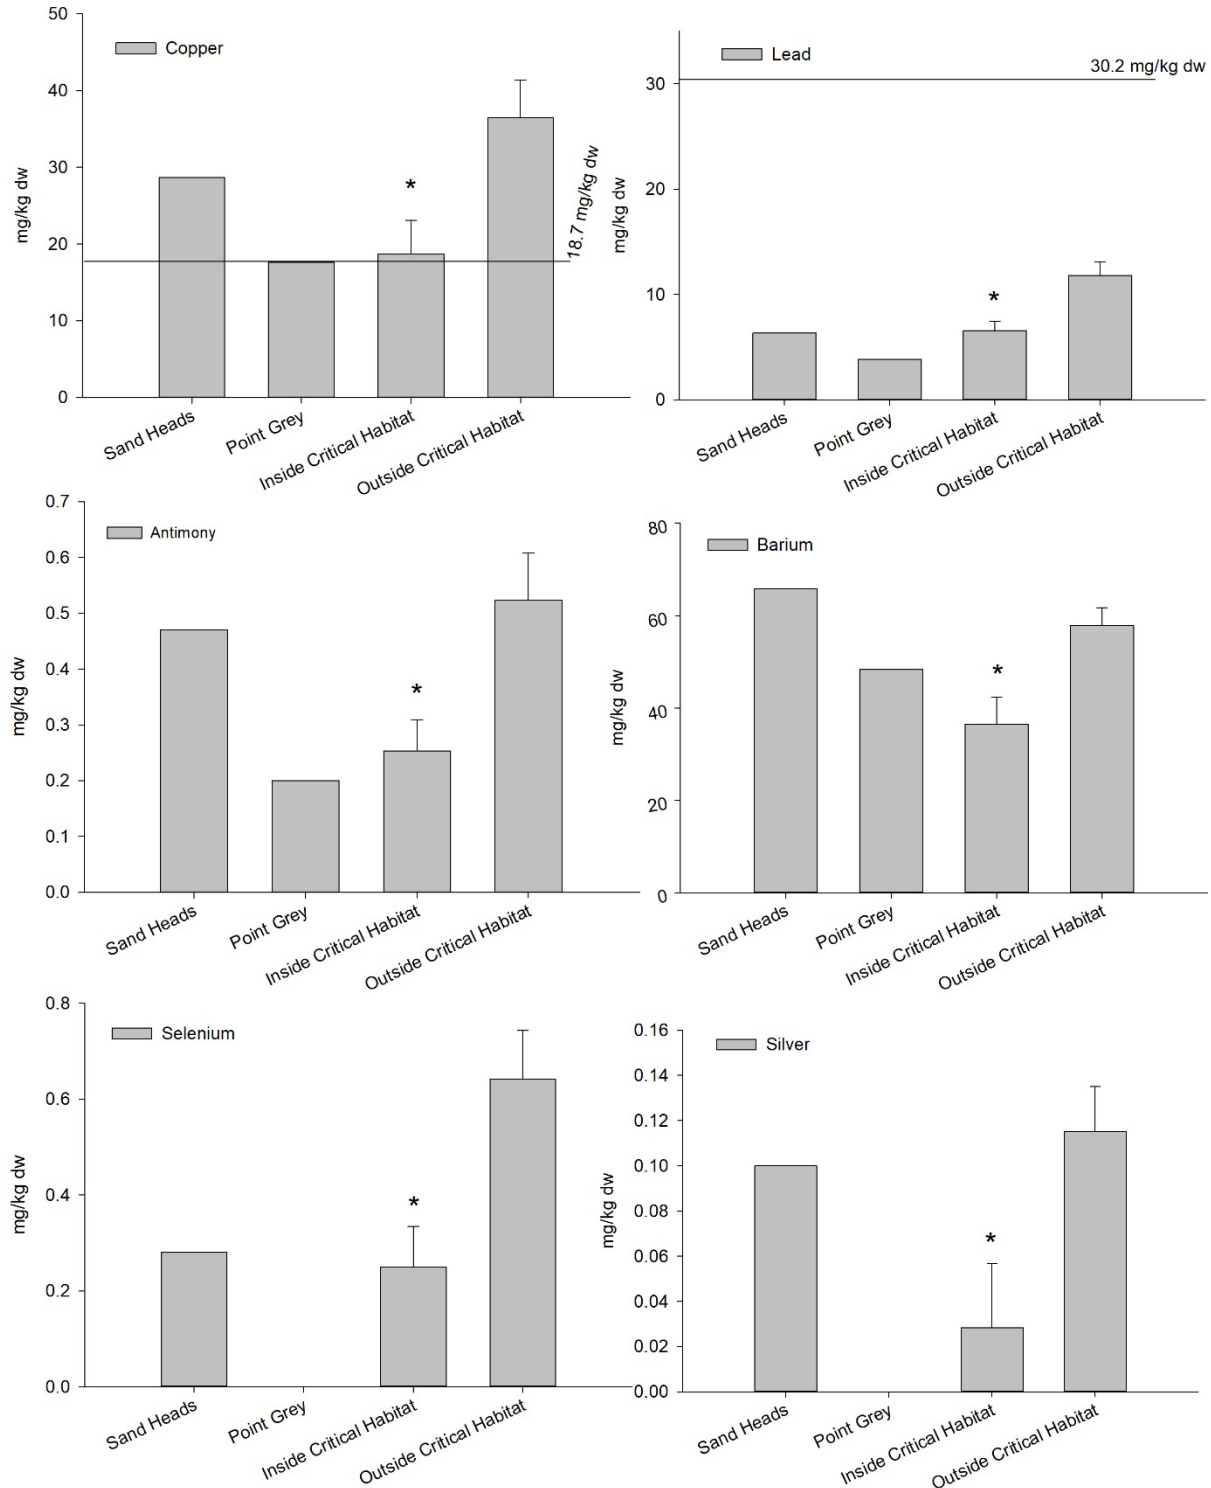 Copper
50
40
30
20
10
0
mg/kg dw
18.7 mg/kg dw
*
Sand Heads
Point Grey
Inside Critical Habitat
Outside Critical Habitat
Lead
30.2 mg/kg dw
30
20
10
0
mg/kg dw
*
Sand Heads
Point Grey
Inside Critical Habitat
Outside Critical Habitat
Antimony
0.7
0.6
0.5
0.4
0.3
0.2
0.1
0.0
mg/kg dw
*
Sand Heads
Point Grey
Inside Critical Habitat
Outside Critical Habitat
Barium
80
60
40
20
0
mg/kg dw
*
Sand Heads
Point Grey
Inside Critical Habitat
Outside Critical Habitat
Selenium
0.8
0.6
0.4
0.2
0.0
mg/kg dw
*
Sand Heads
Point Grey
Inside Critical Habitat
Outside Critical Habitat
Silver
0.16
0.14
0.12
0.10
0.08
0.06
0.04
0.02
0.00
mg/kg dw
*
Sand Heads
Point Grey
Inside Critical Habitat
Outside Critical Habitat